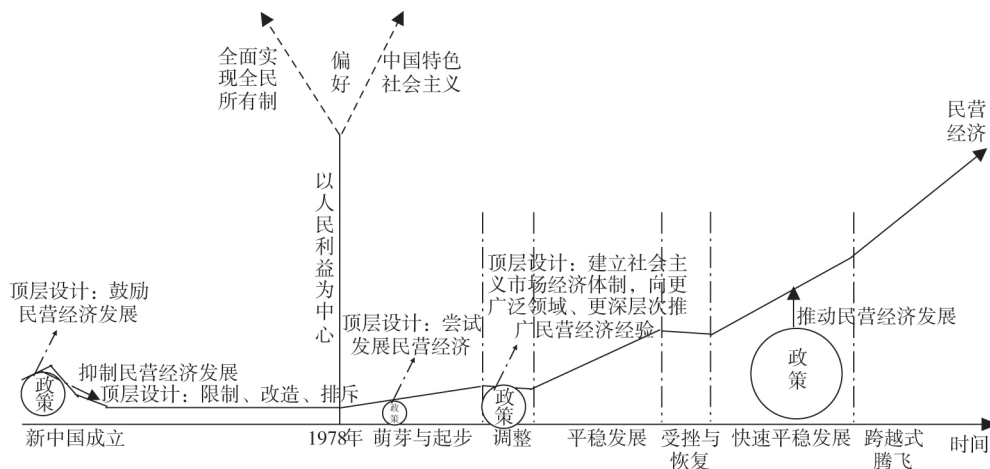 全面实
现全民
所有制
偏
好
中国特色
社会主义
民营
经济
以人民利益为中心
顶层设计：鼓励
民营经济发展
政
策
抑制民营经济发展
顶层设计：限制、改造、排斥
顶层设计：尝试
发展民营经济
政
策
顶层设计：建立社会主
义市场经济体制，向更
广泛领域、更深层次推
广民营经济经验
政
策
推动民营经济发展
政
策
新中国成立
1978年
萌芽与起步
调整
平稳发展
受挫与
恢复
快速平稳发展
跨越式
腾飞
时间